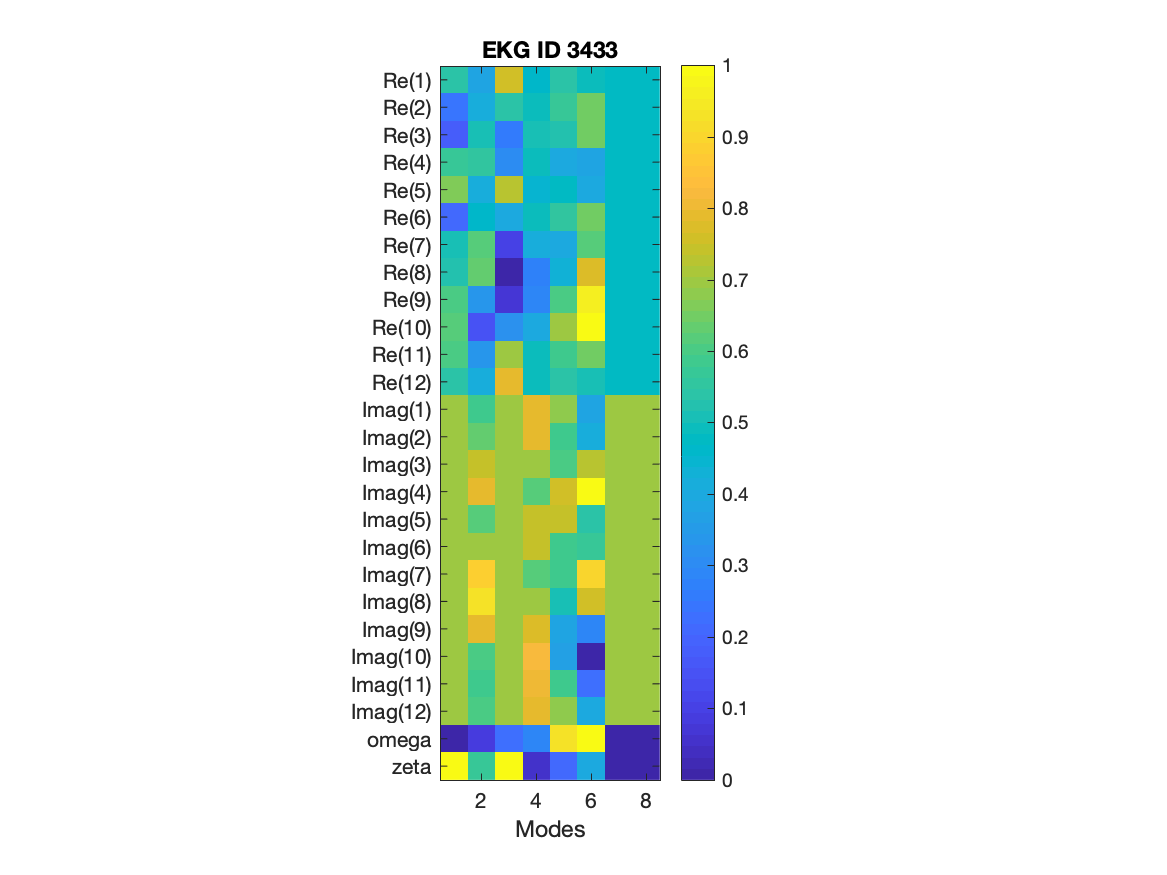 EKG ID 3433
Re(1)
Re(2)
Re(3)
Re(4)
Re(5)
Re(6)
Re(7)
Re(8)
Re(9)
Re(10)
Re(11)
Re(12)
Imag(1)
Imag(2)
Imag(3)
Imag(4)
Imag(5)
Imag(6)
Imag(7)
Imag(8)
Imag(9)
Imag(10)
Imag(11)
Imag(12)
omega
zeta
2 4 6 8
Modes
1
0.9
0.8
0.7
0.6
0.5
0.4
0.3
0.2
0.1
0